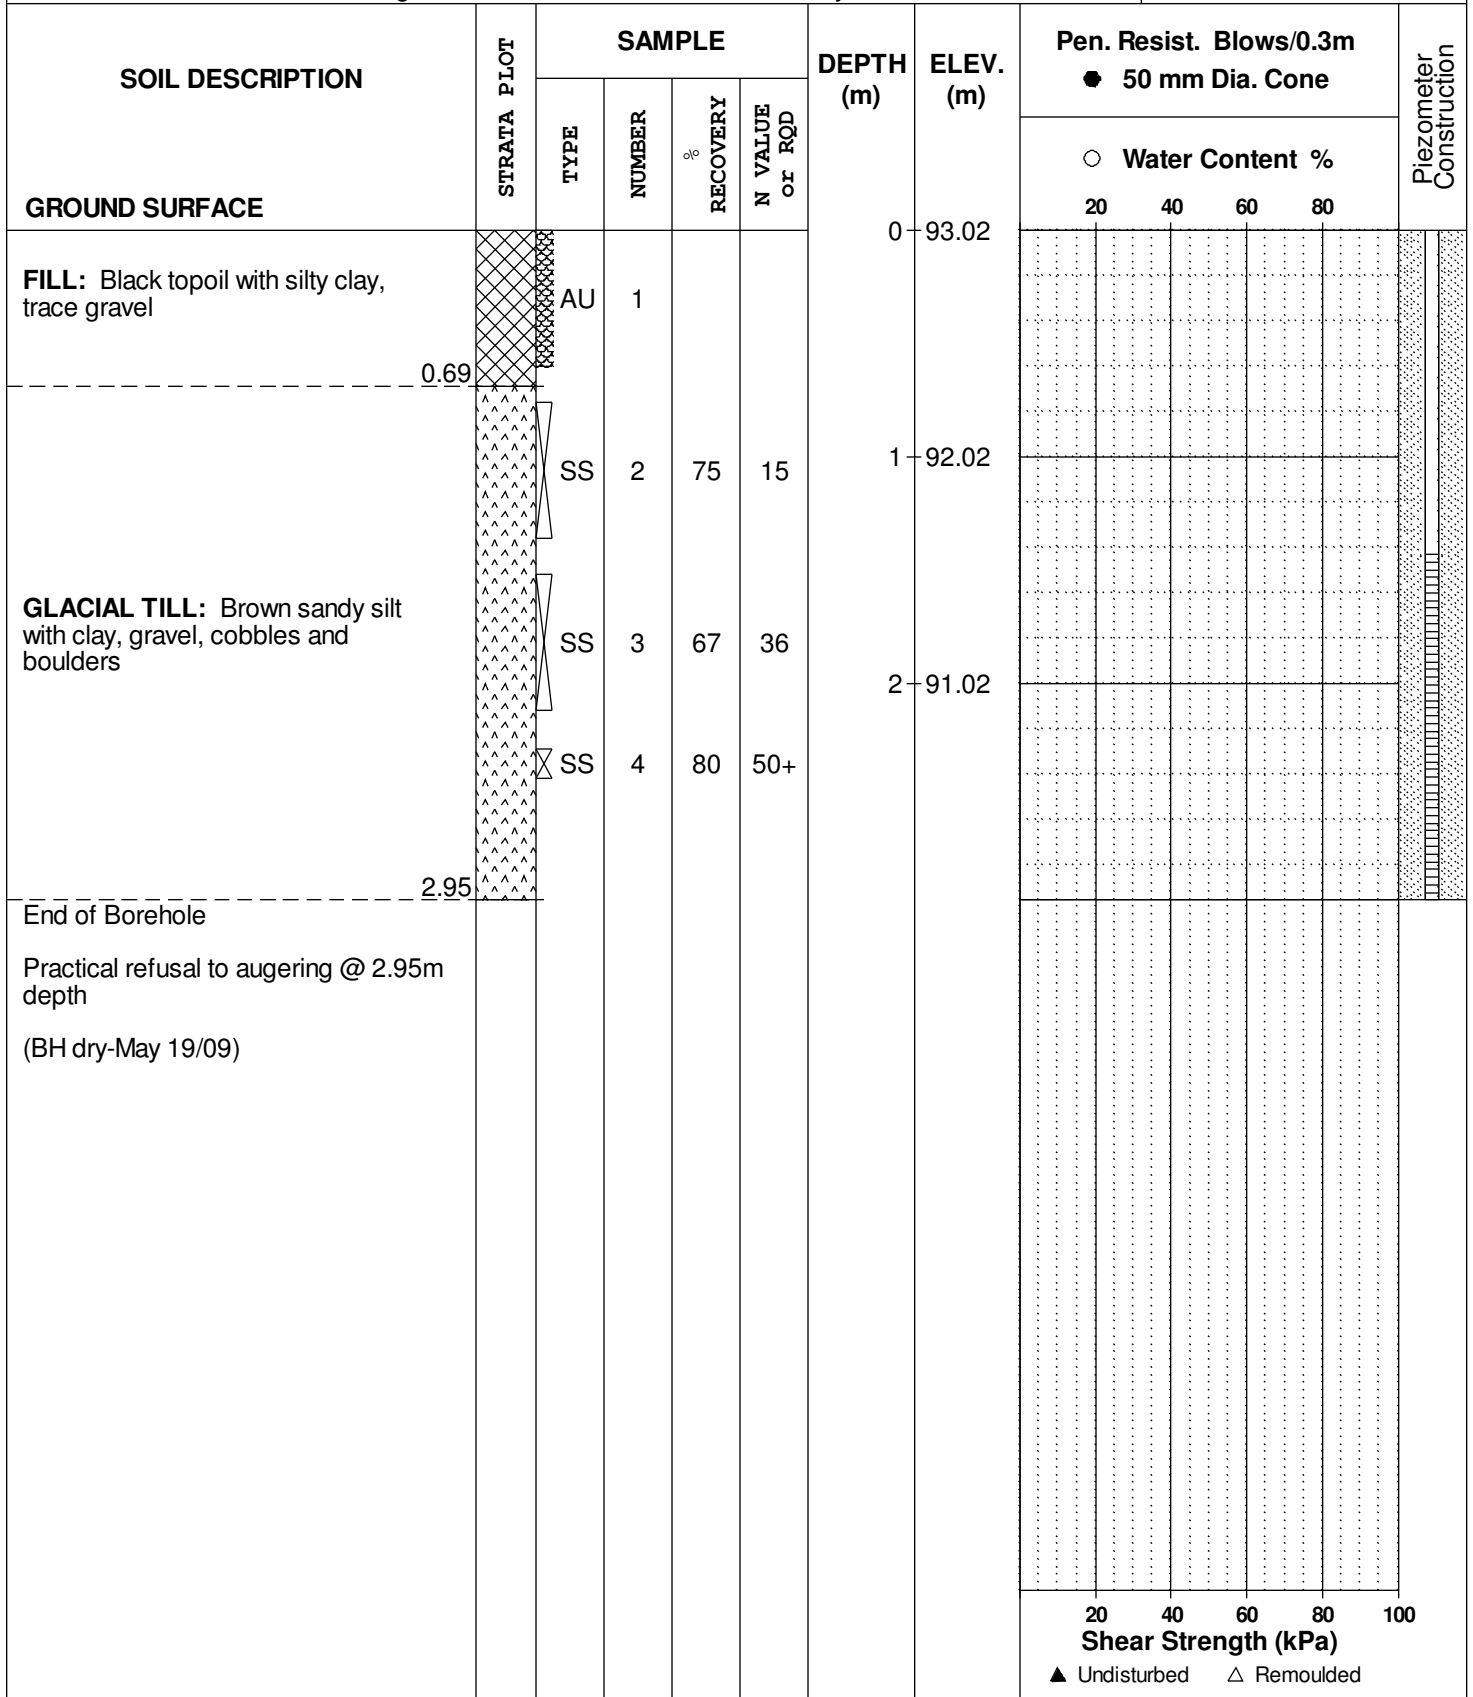 SOIL DESCRIPTION
GROUND SURFACE
STRATA PLOT
SAMPLE
TYPE
NUMBER
%
RECOVERY
N VALUE
or RQD
DEPTH
(m)
ELEV.
(m)
Pen. Resist. Blows/0.3m
● 50 mm Dia. Cone
○ Water Content %
20 40 60 80
Piezometer
Construction
0 93.02
FILL: Black topoil with silty clay,
trace gravel
AU 1
0.69
SS 2 75 15
1 92.02
GLACIAL TILL: Brown sandy silt
with clay, gravel, cobbles and
boulders
SS 3 67 36
2 91.02
SS 4 80 50+
2.95
End of Borehole
Practical refusal to augering @ 2.95m
depth
(BH dry-May 19/09)
20 40 60 80 100
Shear Strength (kPa)
▲ Undisturbed △ Remoulded